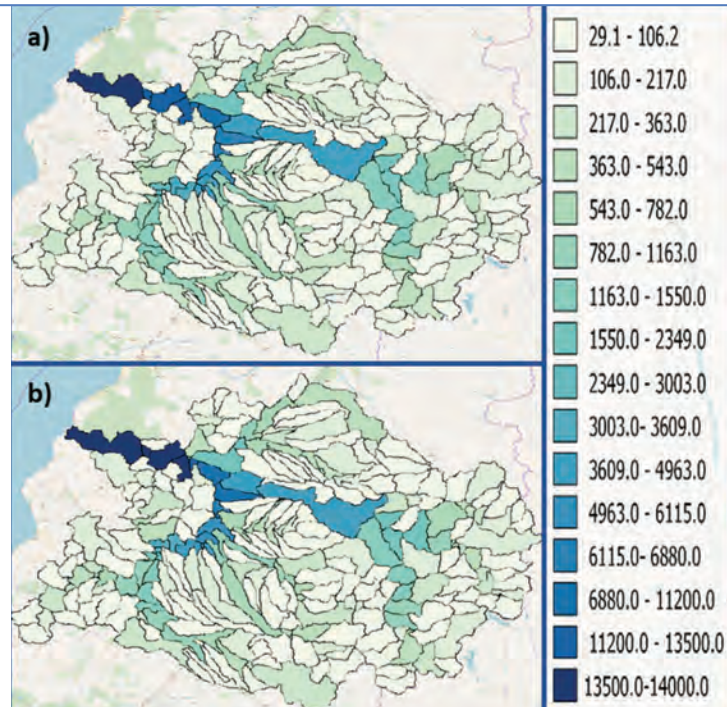 a)
b)
29.1 - 106.2
106.0 - 217.0
217.0 - 363.0
363.0 - 543.0
543.0 - 782.0
782.0 - 1163.0
1163.0 - 1550.0
1550.0 - 2349.0
2349.0 - 3003.0
3003.0- 3609.0
3609.0 - 4963.0
4963.0 - 6115.0
6115.0- 6880.0
6880.0 - 11200.0
11200.0 - 13500.0
13500.0-14000.0